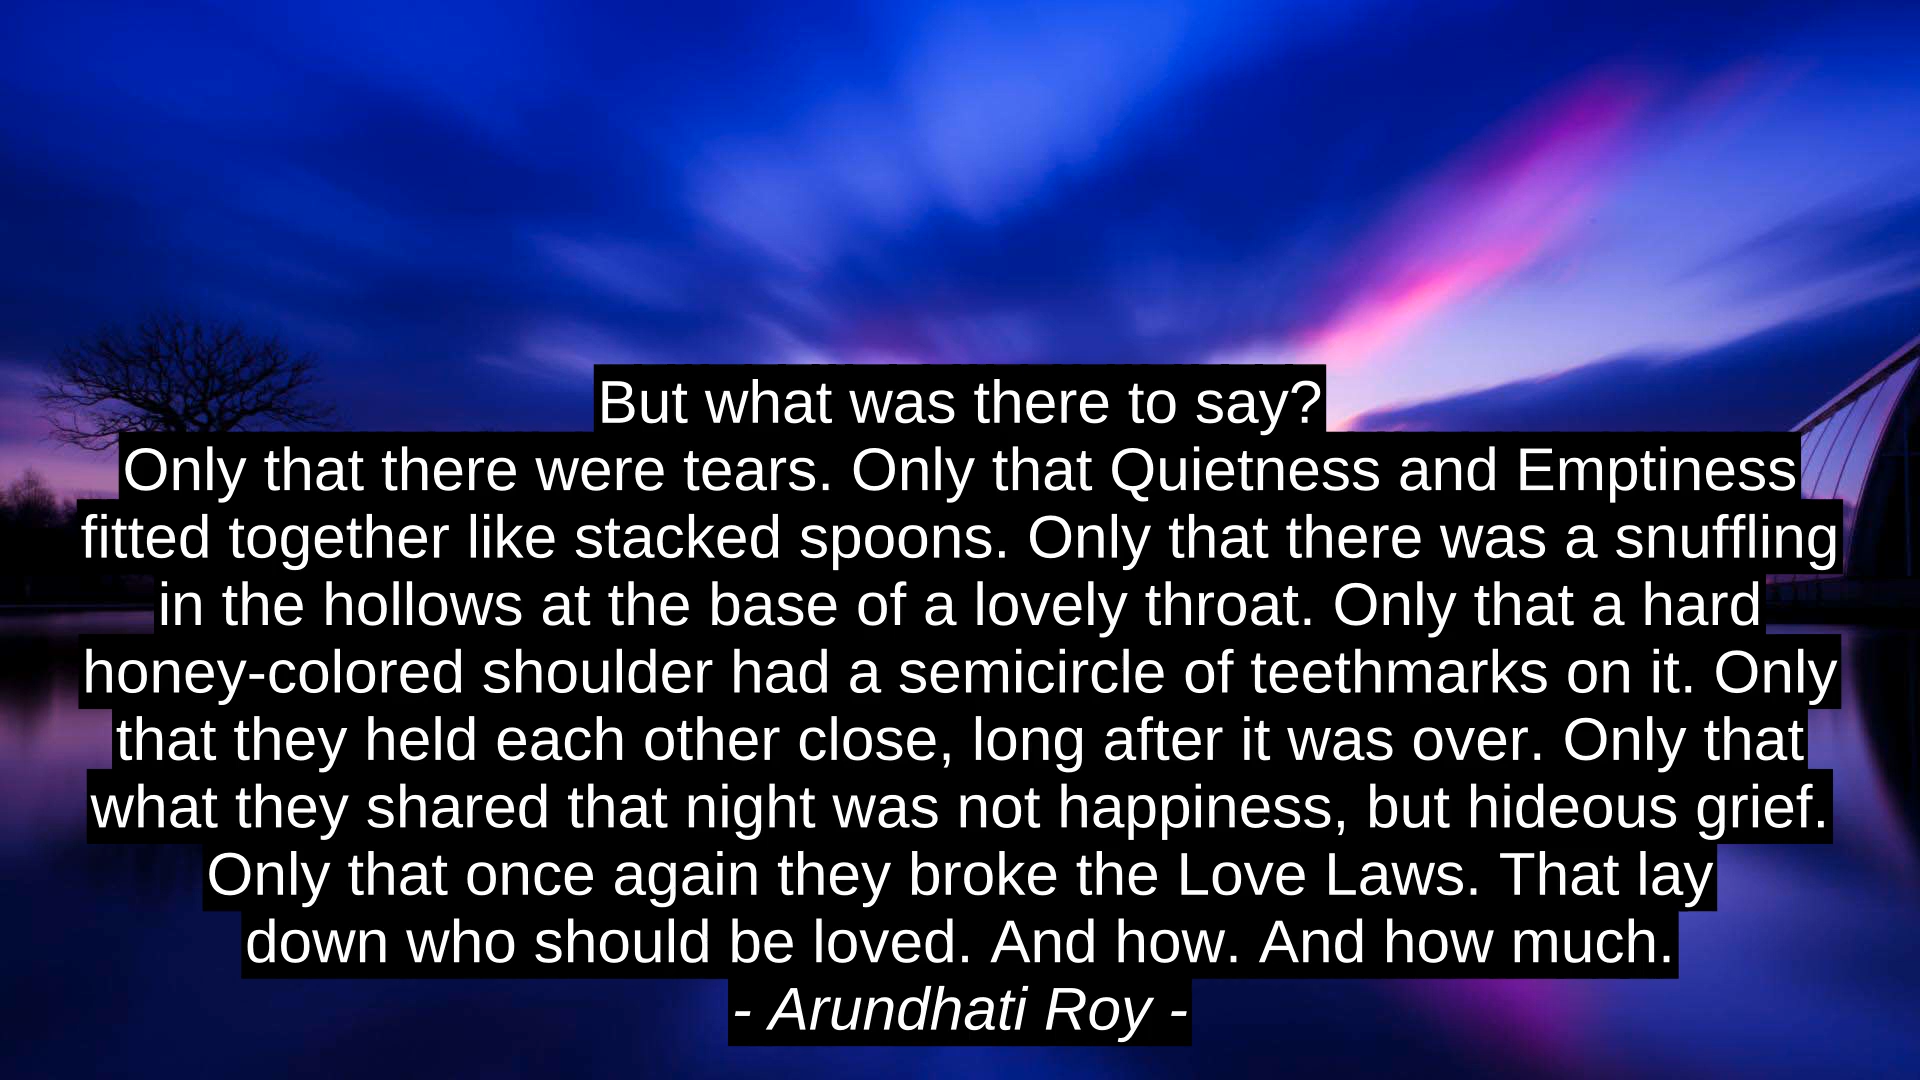 But what was there to say?
Only that there were tears. Only that Quietness and Emptiness
fitted together like stacked spoons. Only that there was a snuffling
in the hollows at the base of a lovely throat. Only that a hard
honey-colored shoulder had a semicircle of teethmarks on it. Only
that they held each other close, long after it was over. Only that
what they shared that night was not happiness, but hideous grief.
Only that once again they broke the Love Laws. That lay
down who should be loved. And how. And how much.
- Arundhati Roy -